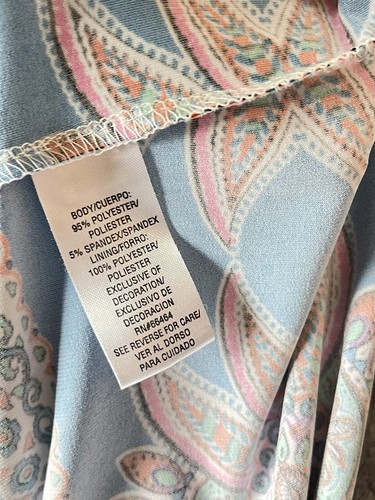 BODY/CUERPO:
95% POLYESTER/
POLIESTER
5% SPANDEX/SPANDEX
LINING/FORRO:
100% POLYESTER/
POLIESTER
EXCLUSIVE OF
DECORATION/
EXCLUSIVO DE
DECORACION
RN#66464
SEE REVERSE FOR CARE/
VER AL DORSO
PARA CUIDADO